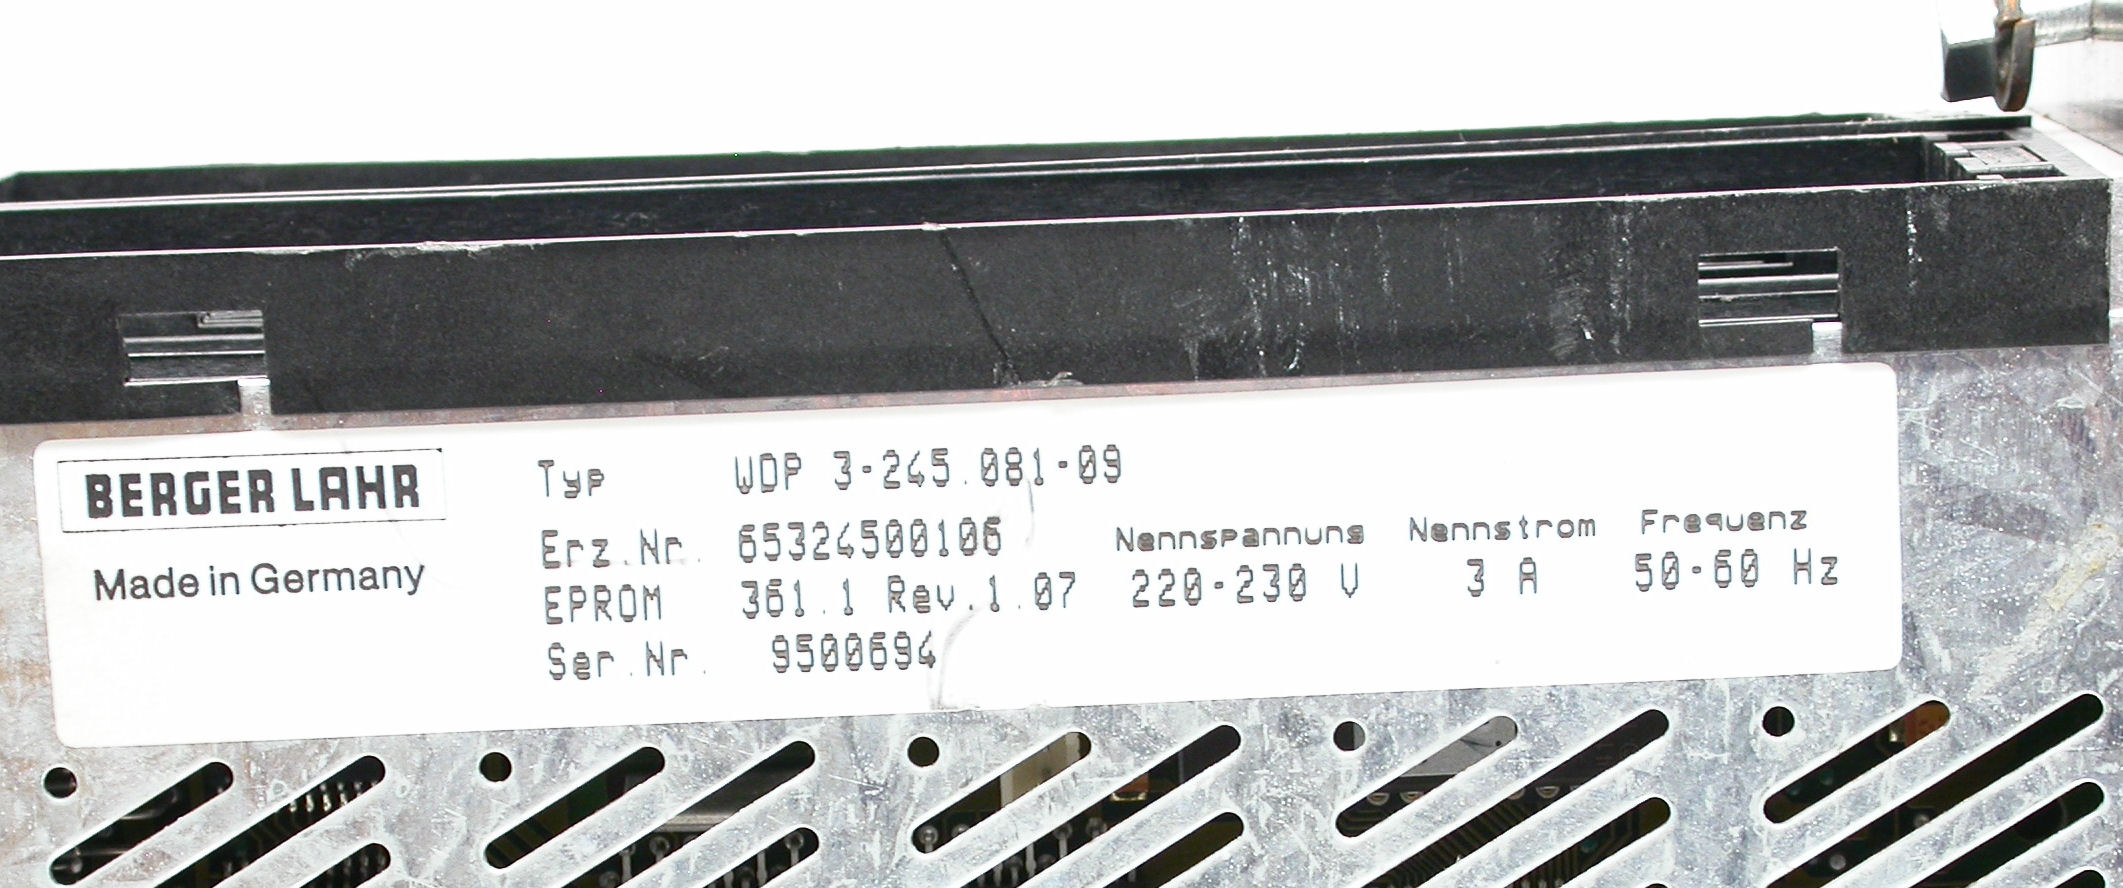 BERGER LAHR
Made in Germany
Typ WDP 3-245.081-09
Erz.Nr. 65324500106
EPROM 361.1 Rev.1.07
Ser.Nr. 9500694
Nennspannung Nennstrom Frequenz
220-230 V 3 A 50-60 Hz